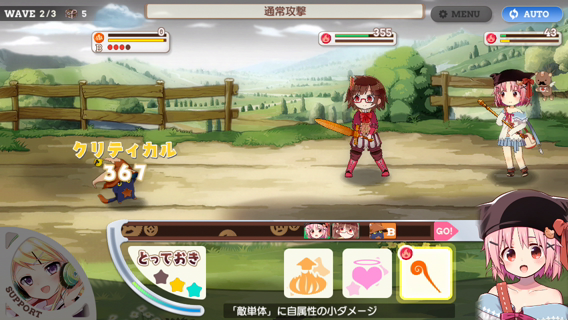 WAVE 2/3
5
通常攻撃
MENU
AUTO
0
B
355
43
クリティカル
367
B
GO!
とっておき
SUPPORT
「敵単体」に自属性の小ダメージ